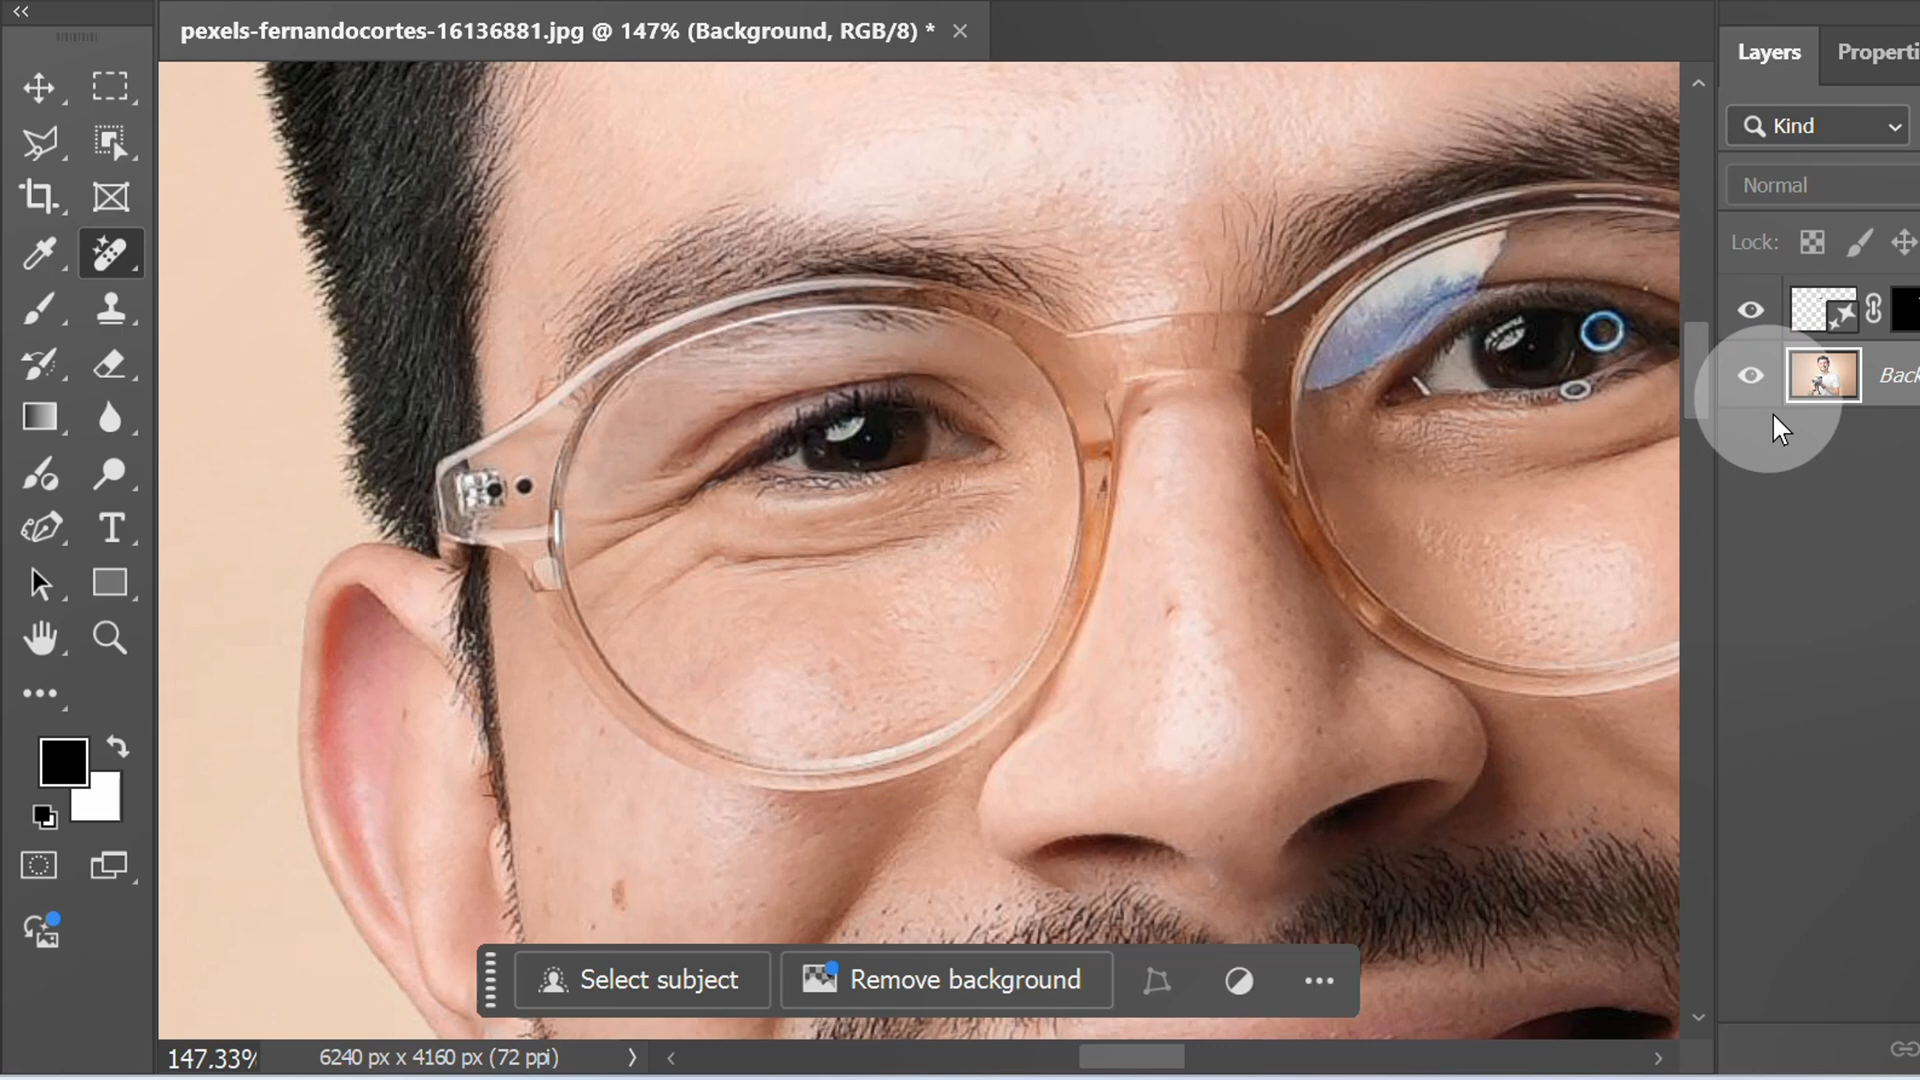 pexels-fernandocortes-16136881.jpg @ 147% (Background, RGB/8) *
Layers
Properti
Kind
Normal
Lock:
Back
Select subject
Remove background
147.33%
6240 px x 4160 px (72 ppi)